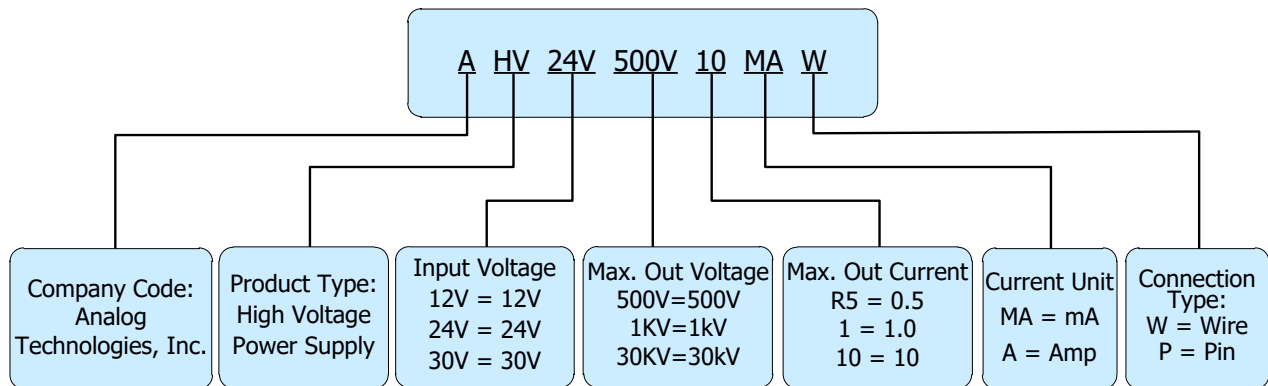 A HV 24V 500V 10 MA W
Company Code:
Analog
Technologies, Inc.
Product Type:
High Voltage
Power Supply
Input Voltage
12V = 12V
24V = 24V
30V = 30V
Max. Out Voltage
500V=500V
1KV=1kV
30KV=30kV
Max. Out Current
R5 = 0.5
1 = 1.0
10 = 10
Current Unit
MA = mA
A = Amp
Connection
Type:
W = Wire
P = Pin